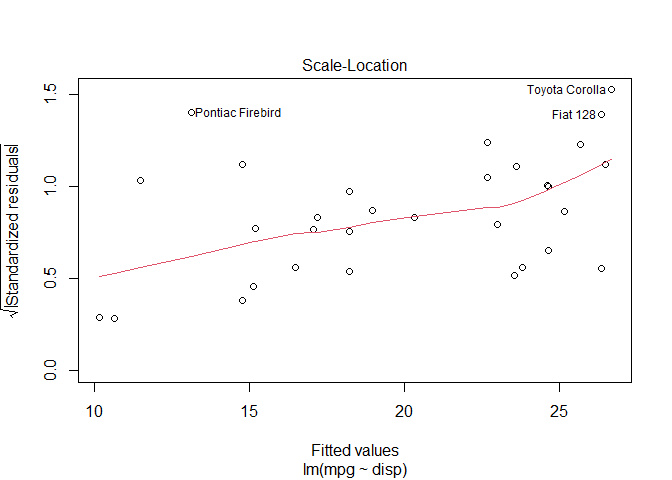 Scale-Location
√|Standardized residuals|
1.5
1.0
0.5
0.0
Toyota Corolla
Pontiac Firebird
Fiat 128
10
15
20
25
Fitted values
lm(mpg ~ disp)